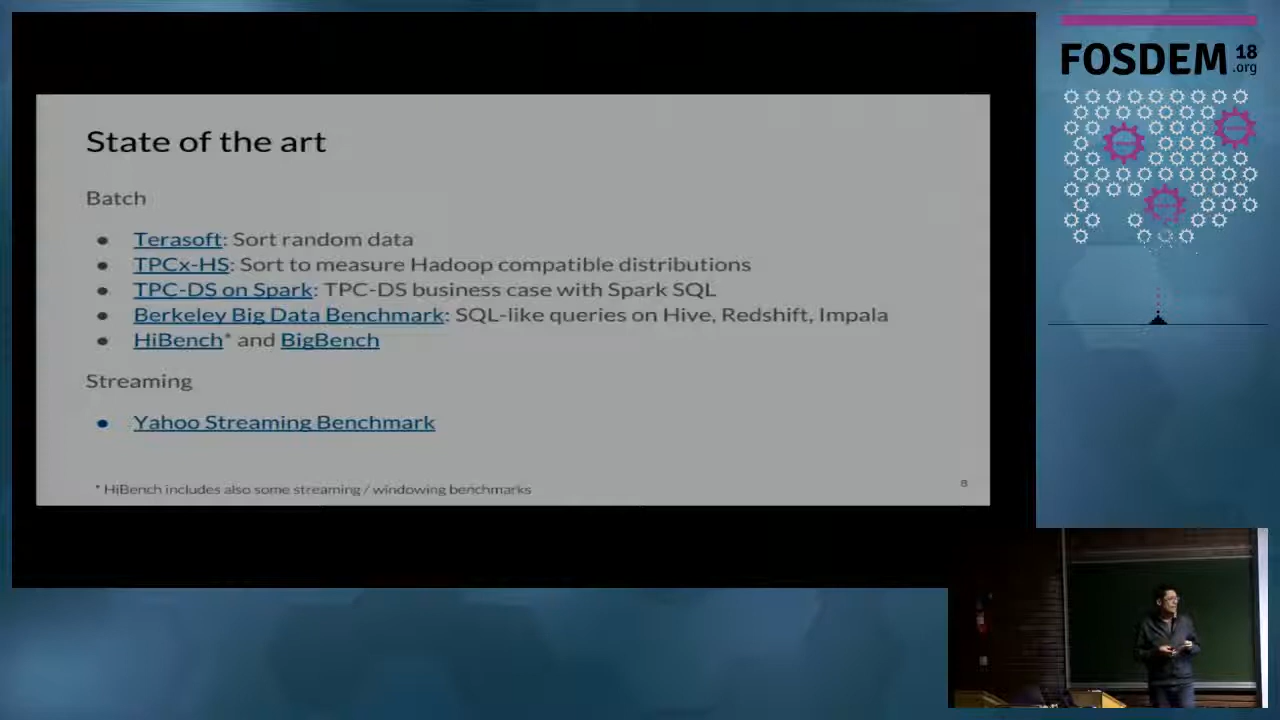 State of the art
Batch
● Terasoft: Sort random data
● TPCx-HS: Sort to measure Hadoop compatible distributions
● TPC-DS on Spark: TPC-DS business case with Spark SQL
● Berkeley Big Data Benchmark: SQL-like queries on Hive, Redshift, Impala
● HiBench* and BigBench
Streaming
● Yahoo Streaming Benchmark
* HiBench includes also some streaming / windowing benchmarks
8
FOSDEM 18
.org